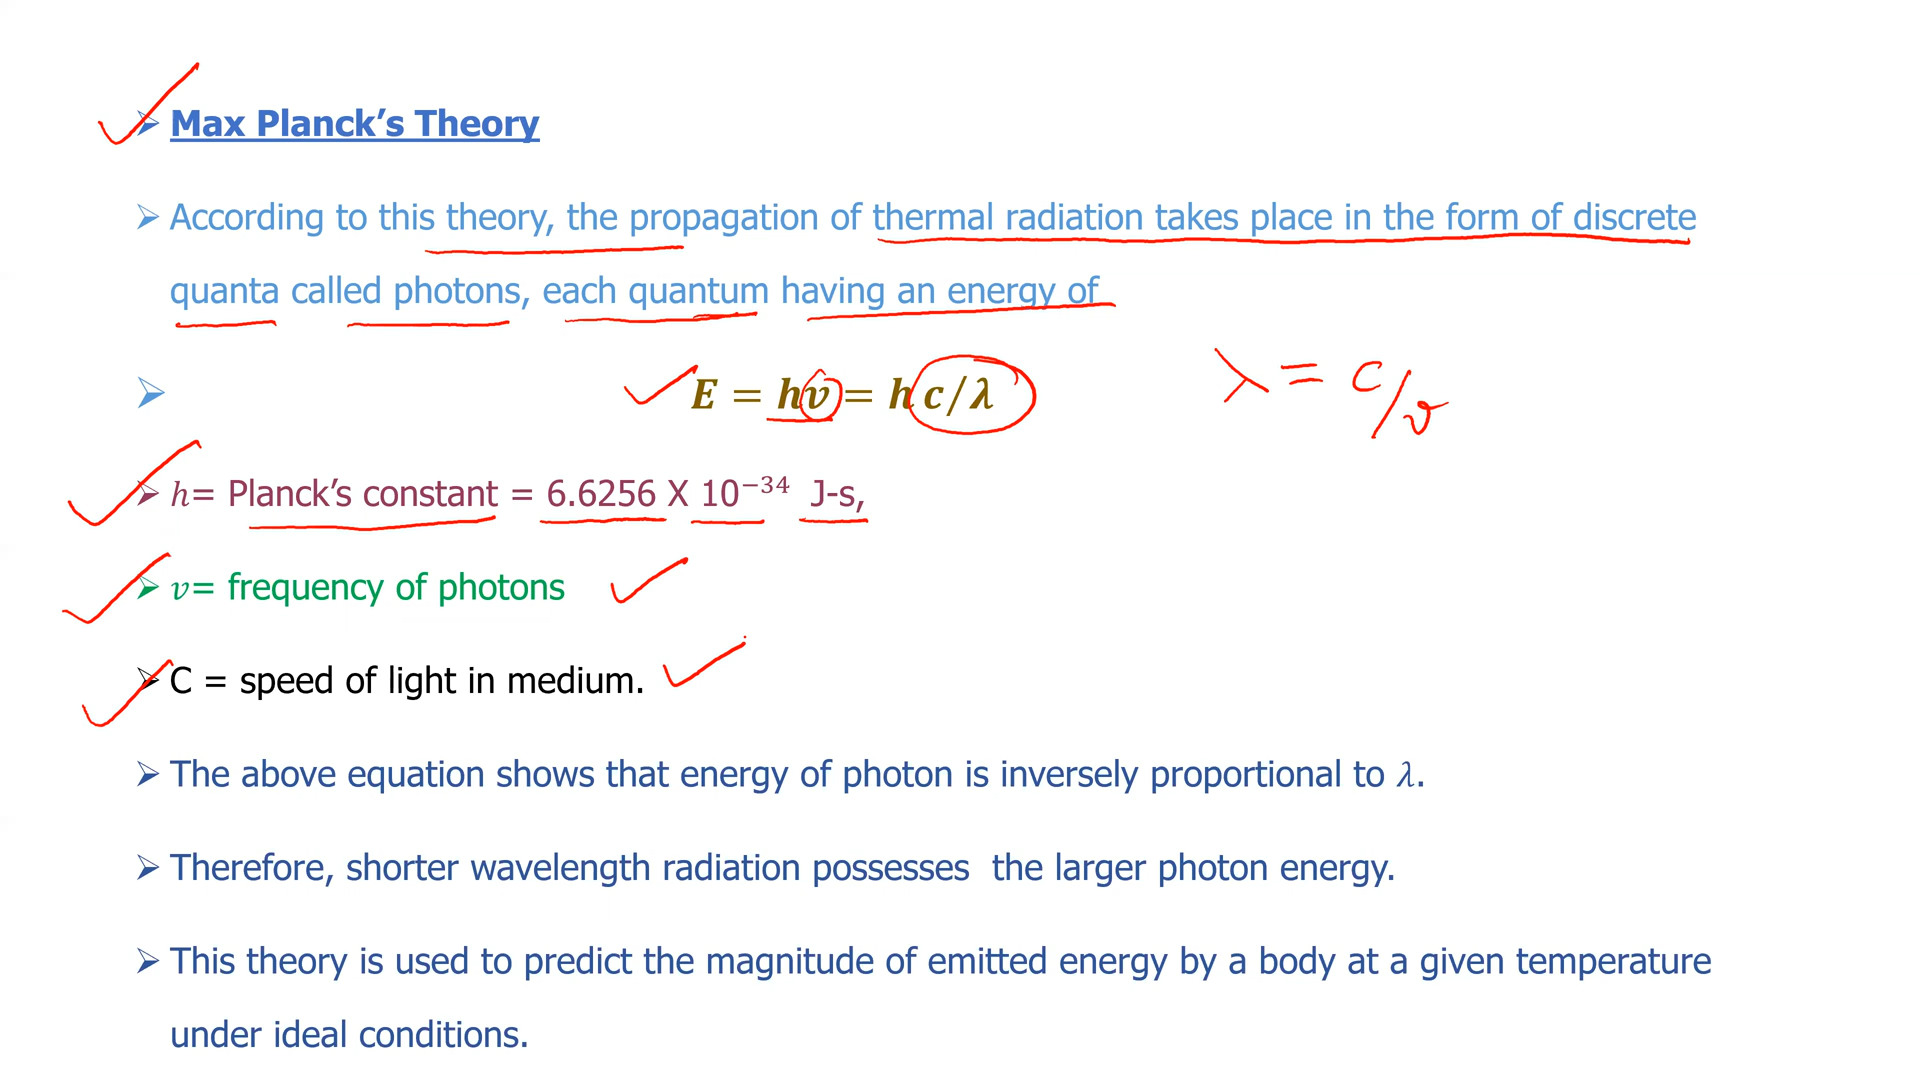 ➢ Max Planck’s Theory
➢ According to this theory, the propagation of thermal radiation takes place in the form of discrete
quanta called photons, each quantum having an energy of
➢ E = hν = h c/λ
λ = c/ν
➢ h= Planck’s constant = 6.6256 X 10⁻³⁴ J-s,
➢ ν= frequency of photons
➢ C = speed of light in medium.
➢ The above equation shows that energy of photon is inversely proportional to λ.
➢ Therefore, shorter wavelength radiation possesses the larger photon energy.
➢ This theory is used to predict the magnitude of emitted energy by a body at a given temperature
under ideal conditions.